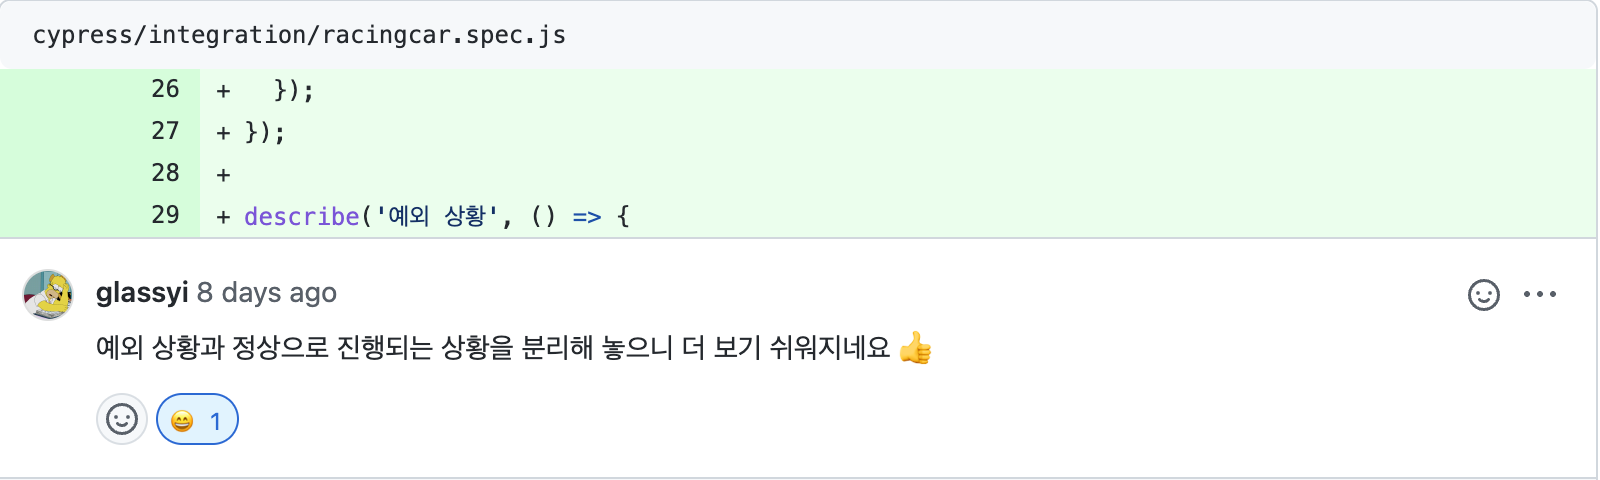 cypress/integration/racingcar.spec.js
26 +   });
27 + });
28 +
29 + describe('예외 상황', () => {
glassyi 8 days ago
예외 상황과 정상으로 진행되는 상황을 분리해 놓으니 더 보기 쉬워지네요 👍
😄 1